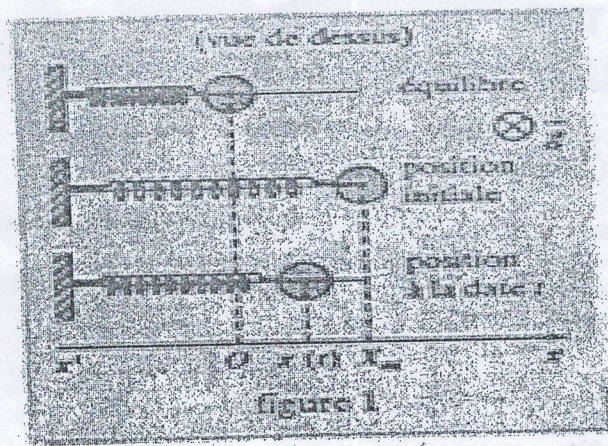 (vue de dessus)
équilibre
position
initiale
position
à la date t
x' O x(t) Xm x
figure 1